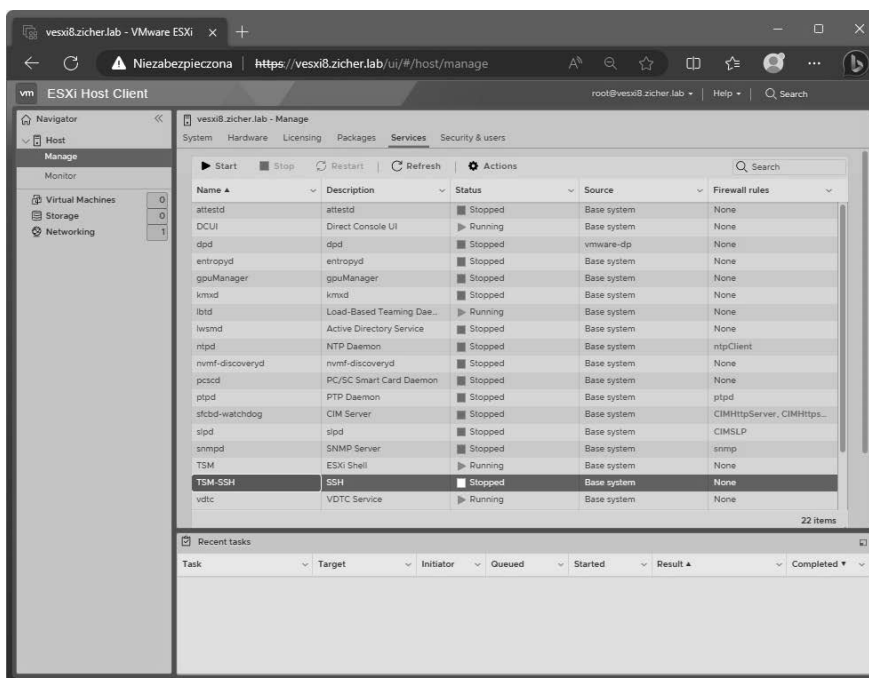 vesxi8.zicher.lab - VMware ESXi
Niezabezpieczona https://vesxi8.zicher.lab/ui/#/host/manage
vm ESXi Host Client root@vesxi8.zicher.lab Help Search
Navigator
Host
Manage
Monitor
Virtual Machines 0
Storage 0
Networking 1
vesxi8.zicher.lab - Manage
System Hardware Licensing Packages Services Security & users
Start Stop Restart Refresh Actions Search
Name Description Status Source Firewall rules
attestd attestd Stopped Base system None
DCUI Direct Console UI Running Base system None
dpd dpd Stopped vmware-dp None
entropyd entropyd Stopped Base system None
gpuManager gpuManager Stopped Base system None
kmxd kmxd Stopped Base system None
lbtd Load-Based Teaming Dae... Running Base system None
lwsmd Active Directory Service Stopped Base system None
ntpd NTP Daemon Stopped Base system ntpClient
nvmf-discoveryd nvmf-discoveryd Stopped Base system None
pcscd PC/SC Smart Card Daemon Stopped Base system None
ptpd PTP Daemon Stopped Base system ptpd
sfcbd-watchdog CIM Server Stopped Base system CIMHttpServer, CIMHttps...
slpd slpd Stopped Base system CIMSLP
snmpd SNMP Server Stopped Base system snmp
TSM ESXi Shell Running Base system None
TSM-SSH SSH Stopped Base system None
vdtc VDTC Service Running Base system None
22 items
Recent tasks
Task Target Initiator Queued Started Result Completed